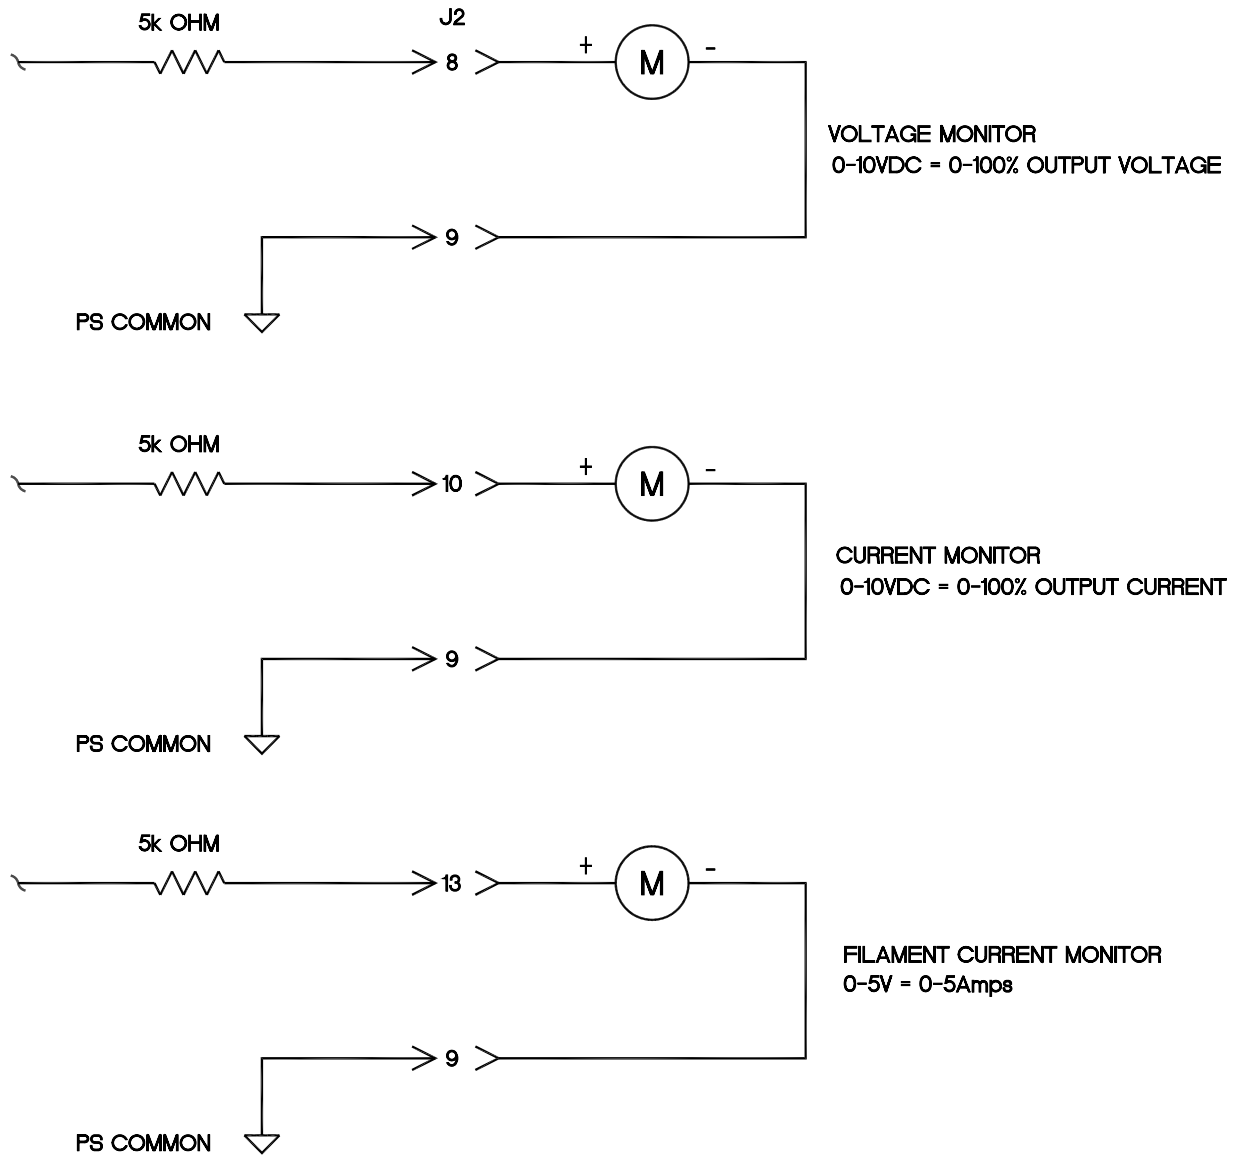 5k OHM
J2
8
+
M
-
VOLTAGE MONITOR
0-10VDC = 0-100% OUTPUT VOLTAGE
9
PS COMMON
5k OHM
10
+
M
-
CURRENT MONITOR
0-10VDC = 0-100% OUTPUT CURRENT
9
PS COMMON
5k OHM
13
+
M
-
FILAMENT CURRENT MONITOR
0-5V = 0-5Amps
9
PS COMMON